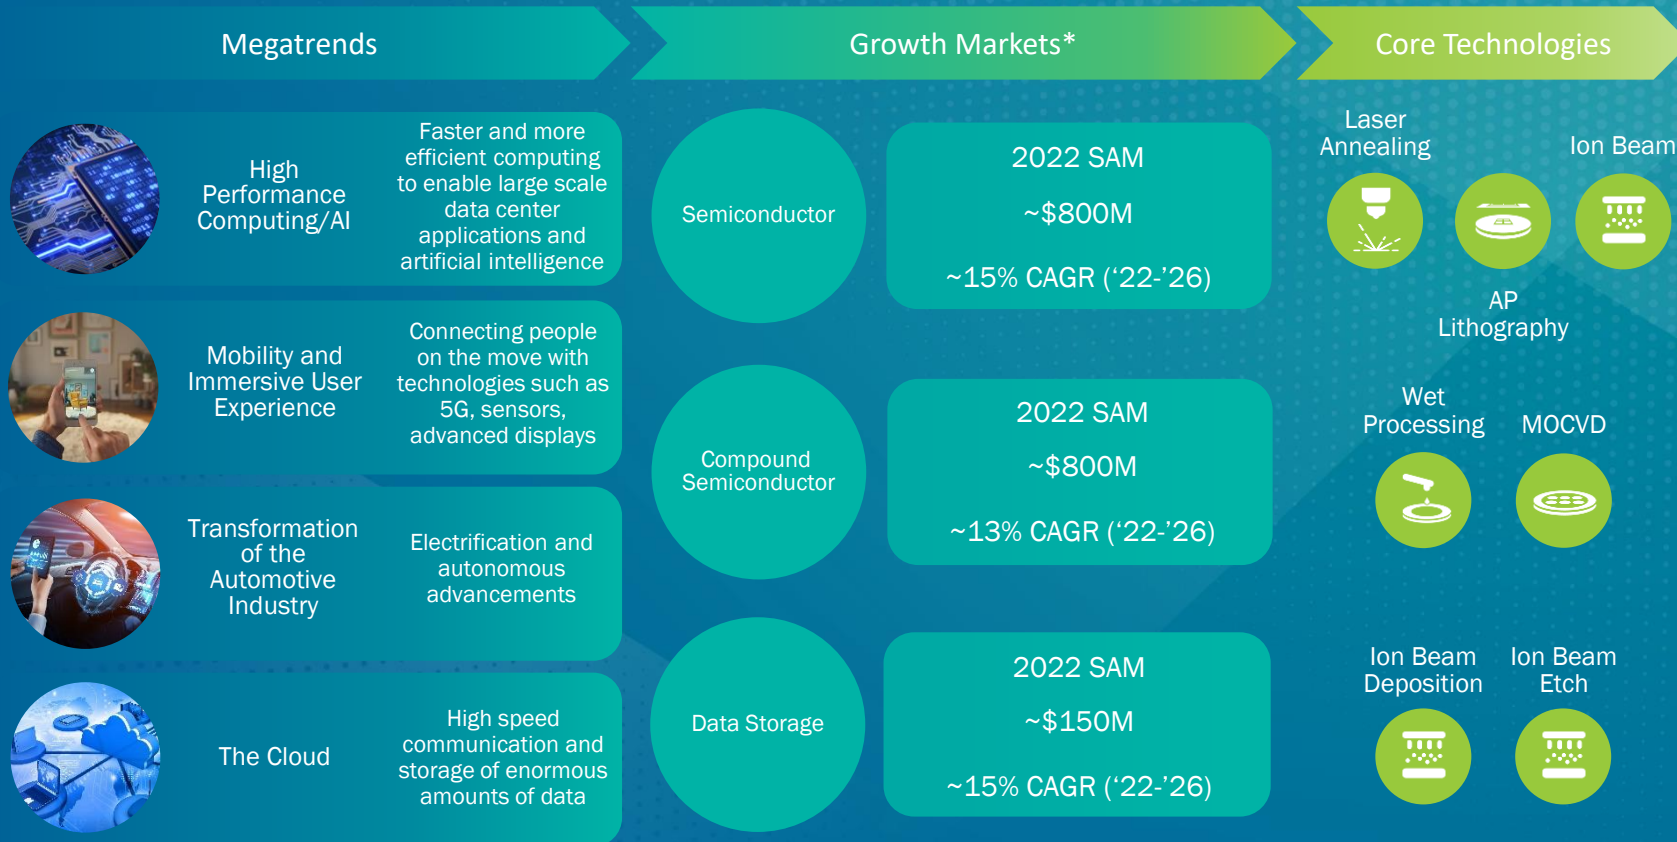 Megatrends
Growth Markets*
Core Technologies
High
Performance
Computing/AI
Faster and more
efficient computing
to enable large scale
data center
applications and
artificial intelligence
Mobility and
Immersive User
Experience
Connecting people
on the move with
technologies such as
5G, sensors,
advanced displays
Transformation
of the
Automotive
Industry
Electrification and
autonomous
advancements
The Cloud
High speed
communication and
storage of enormous
amounts of data
Semiconductor
2022 SAM
~$800M
~15% CAGR (‘22-’26)
Compound
Semiconductor
2022 SAM
~$800M
~13% CAGR (‘22-’26)
Data Storage
2022 SAM
~$150M
~15% CAGR (‘22-’26)
Laser
Annealing
Ion Beam
AP
Lithography
Wet
Processing
MOCVD
Ion Beam
Deposition
Ion Beam
Etch